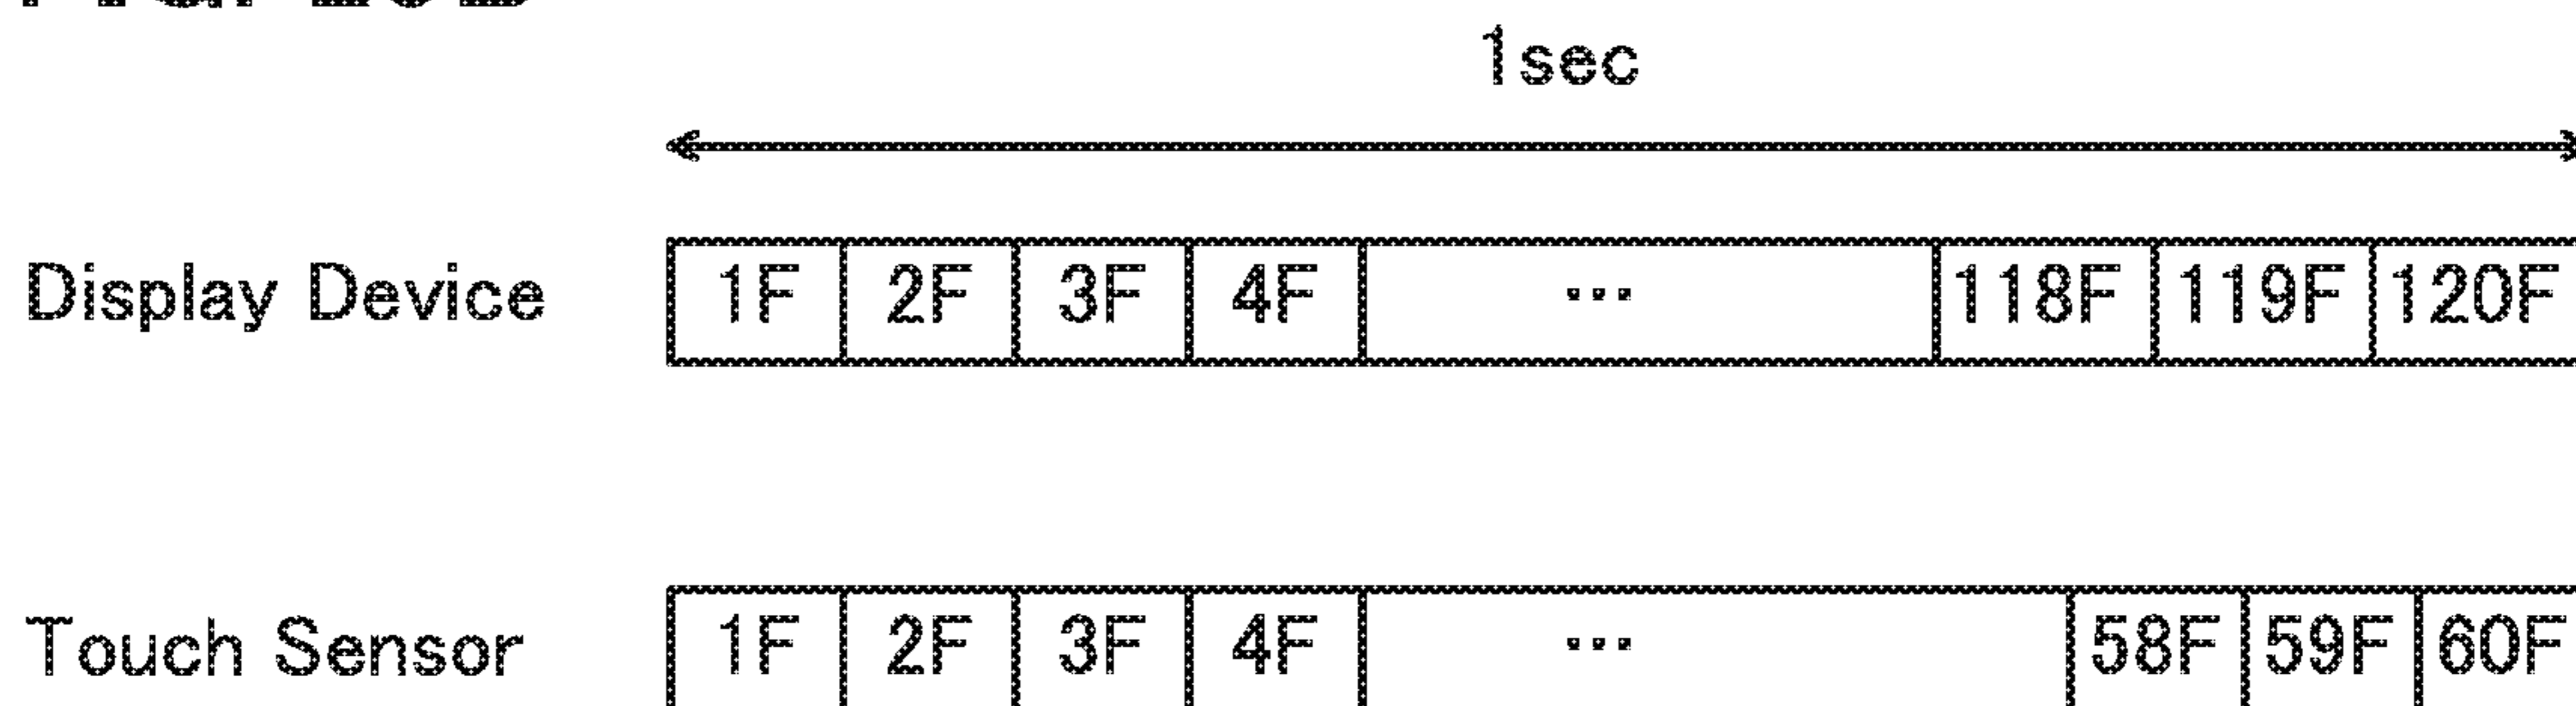 1sec
Display Device 1F 2F 3F 4F ... 118F 119F 120F
Touch Sensor 1F 2F 3F 4F ... 58F 59F 60F